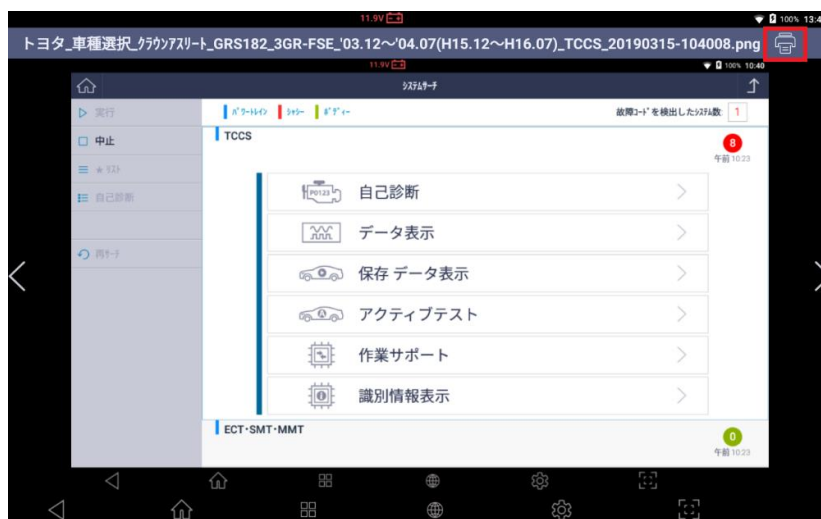 11.9V
100% 13:4
トヨタ_車種選択_クラウンアスリート_GRS182_3GR-FSE_'03.12～'04.07(H15.12～H16.07)_TCCS_20190315-104008.png
11.9V
100% 10:40
システムサーチ
実行
パワートレイン シャシー ボディー
故障コードを検出したシステム数: 1
中止
TCCS
8
午前 10:23
★ リスト
自己診断
P0123
自己診断
データ表示
再サーチ
保存 データ表示
アクティブテスト
作業サポート
識別情報表示
ECT･SMT･MMT
0
午前 10:23